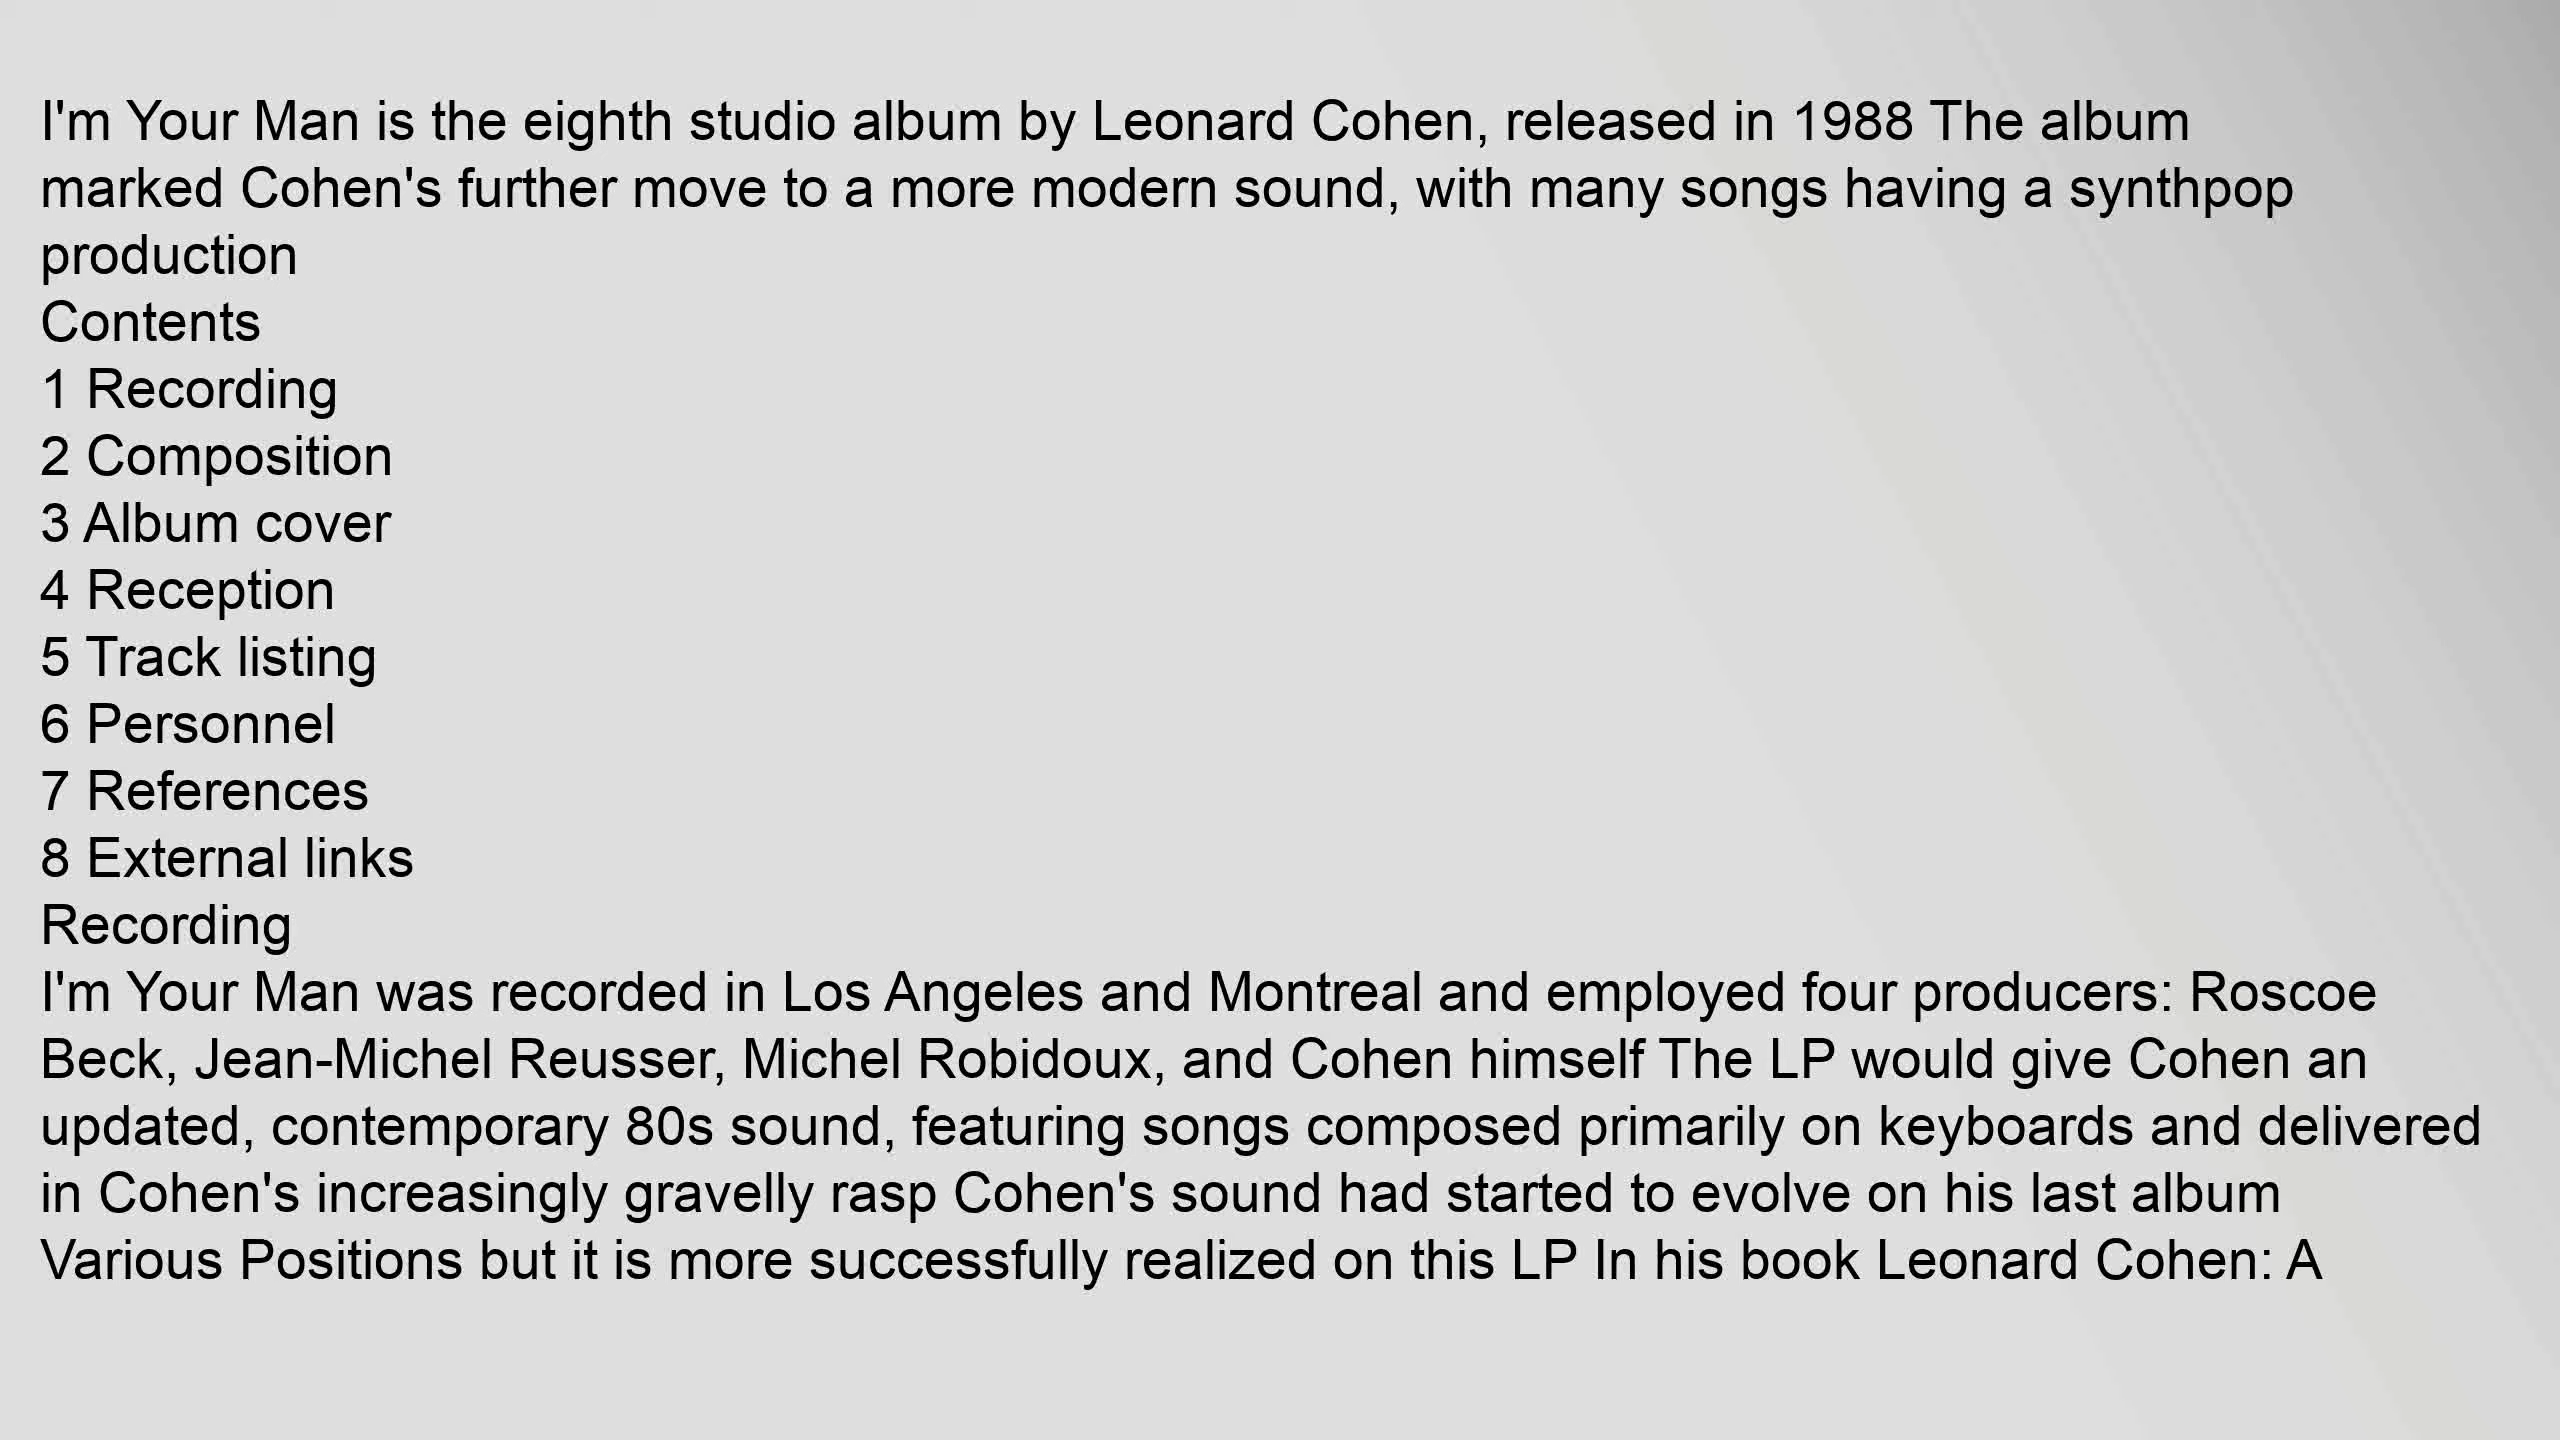 I'm Your Man is the eighth studio album by Leonard Cohen, released in 1988 The album
marked Cohen's further move to a more modern sound, with many songs having a synthpop
production
Contents
1 Recording
2 Composition
3 Album cover
4 Reception
5 Track listing
6 Personnel
7 References
8 External links
Recording
I'm Your Man was recorded in Los Angeles and Montreal and employed four producers: Roscoe
Beck, Jean-Michel Reusser, Michel Robidoux, and Cohen himself The LP would give Cohen an
updated, contemporary 80s sound, featuring songs composed primarily on keyboards and delivered
in Cohen's increasingly gravelly rasp Cohen's sound had started to evolve on his last album
Various Positions but it is more successfully realized on this LP In his book Leonard Cohen: A